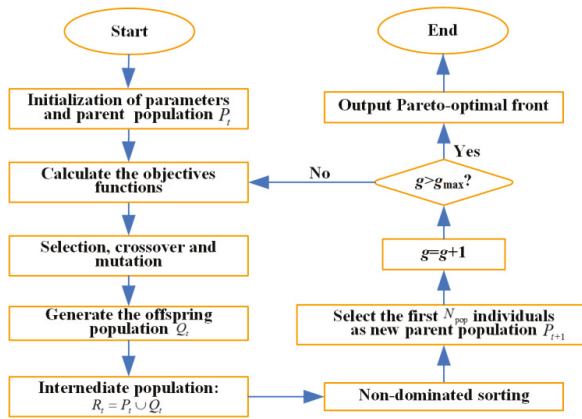 Start
Initialization of parameters
and parent population P_t
Calculate the objectives
functions
Selection, crossover and
mutation
Generate the offspring
population Q_t
Intermediate population:
R_t = P_t ∪ Q_t
Non-dominated sorting
Select the first N_pop individuals
as new parent population P_{t+1}
g=g+1
g>g_max?
No
Yes
Output Pareto-optimal front
End